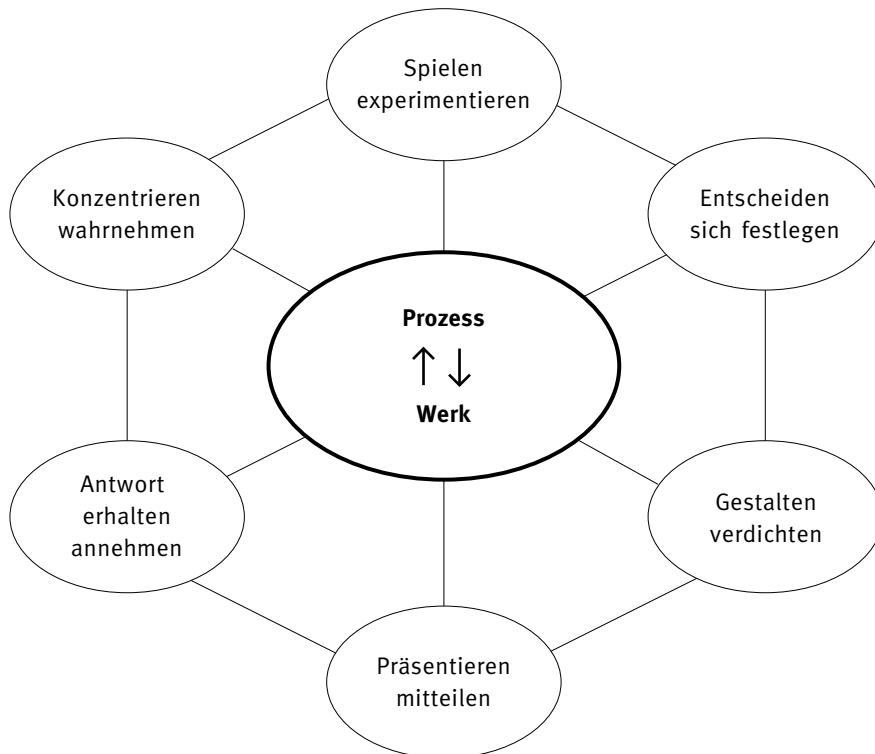 Spielen
experimentieren
Konzentrieren
wahrnehmen
Entscheiden
sich festlegen
Prozess
↑ ↓
Werk
Antwort
erhalten
annehmen
Gestalten
verdichten
Präsentieren
mitteilen